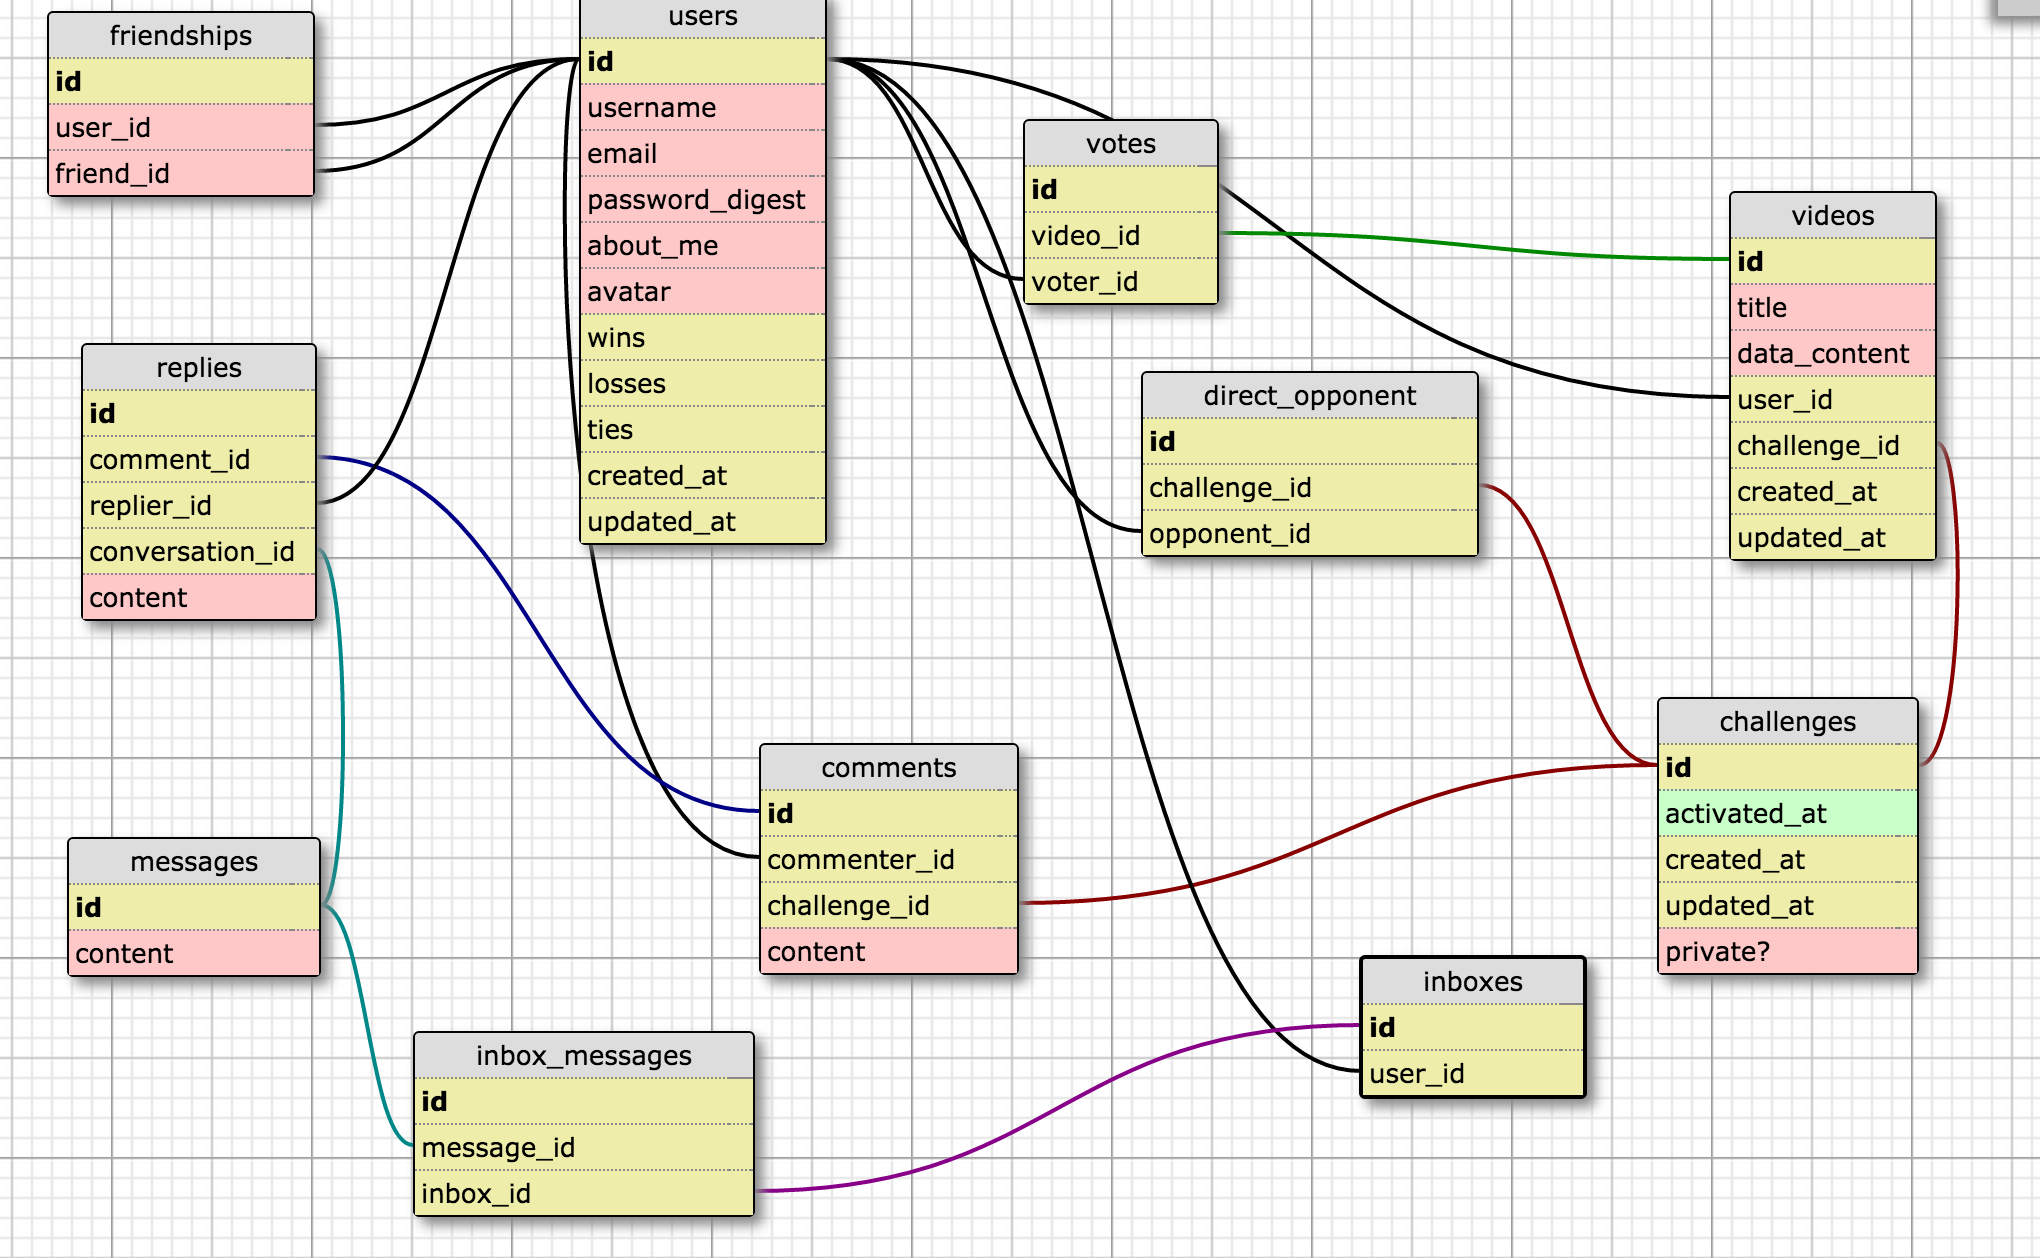 friendships
id
user_id
friend_id
users
id
username
email
password_digest
about_me
avatar
wins
losses
ties
created_at
updated_at
votes
id
video_id
voter_id
videos
id
title
data_content
user_id
challenge_id
created_at
updated_at
replies
id
comment_id
replier_id
conversation_id
content
direct_opponent
id
challenge_id
opponent_id
challenges
id
activated_at
created_at
updated_at
private?
comments
id
commenter_id
challenge_id
content
messages
id
content
inboxes
id
user_id
inbox_messages
id
message_id
inbox_id